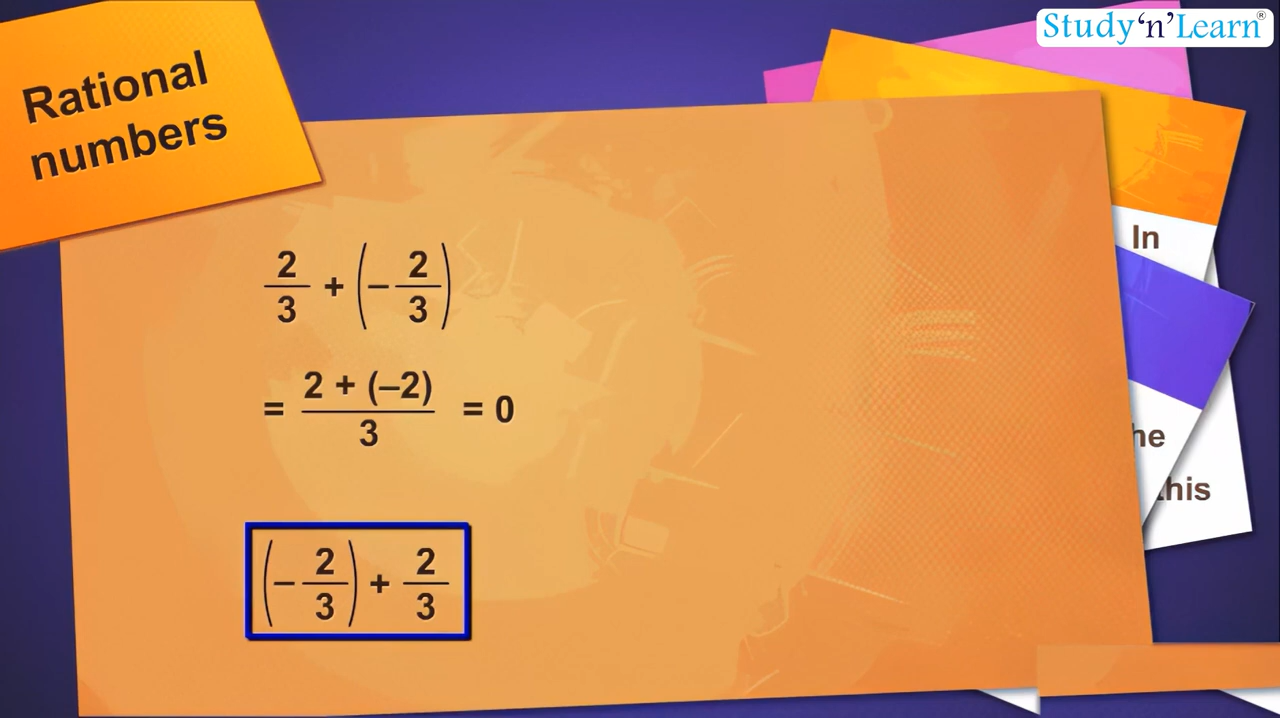 Study‘n’Learn®
Rational
numbers
In
2/3 + (–2/3)
= 2 + (–2)/3 = 0
he
this
(–2/3) + 2/3